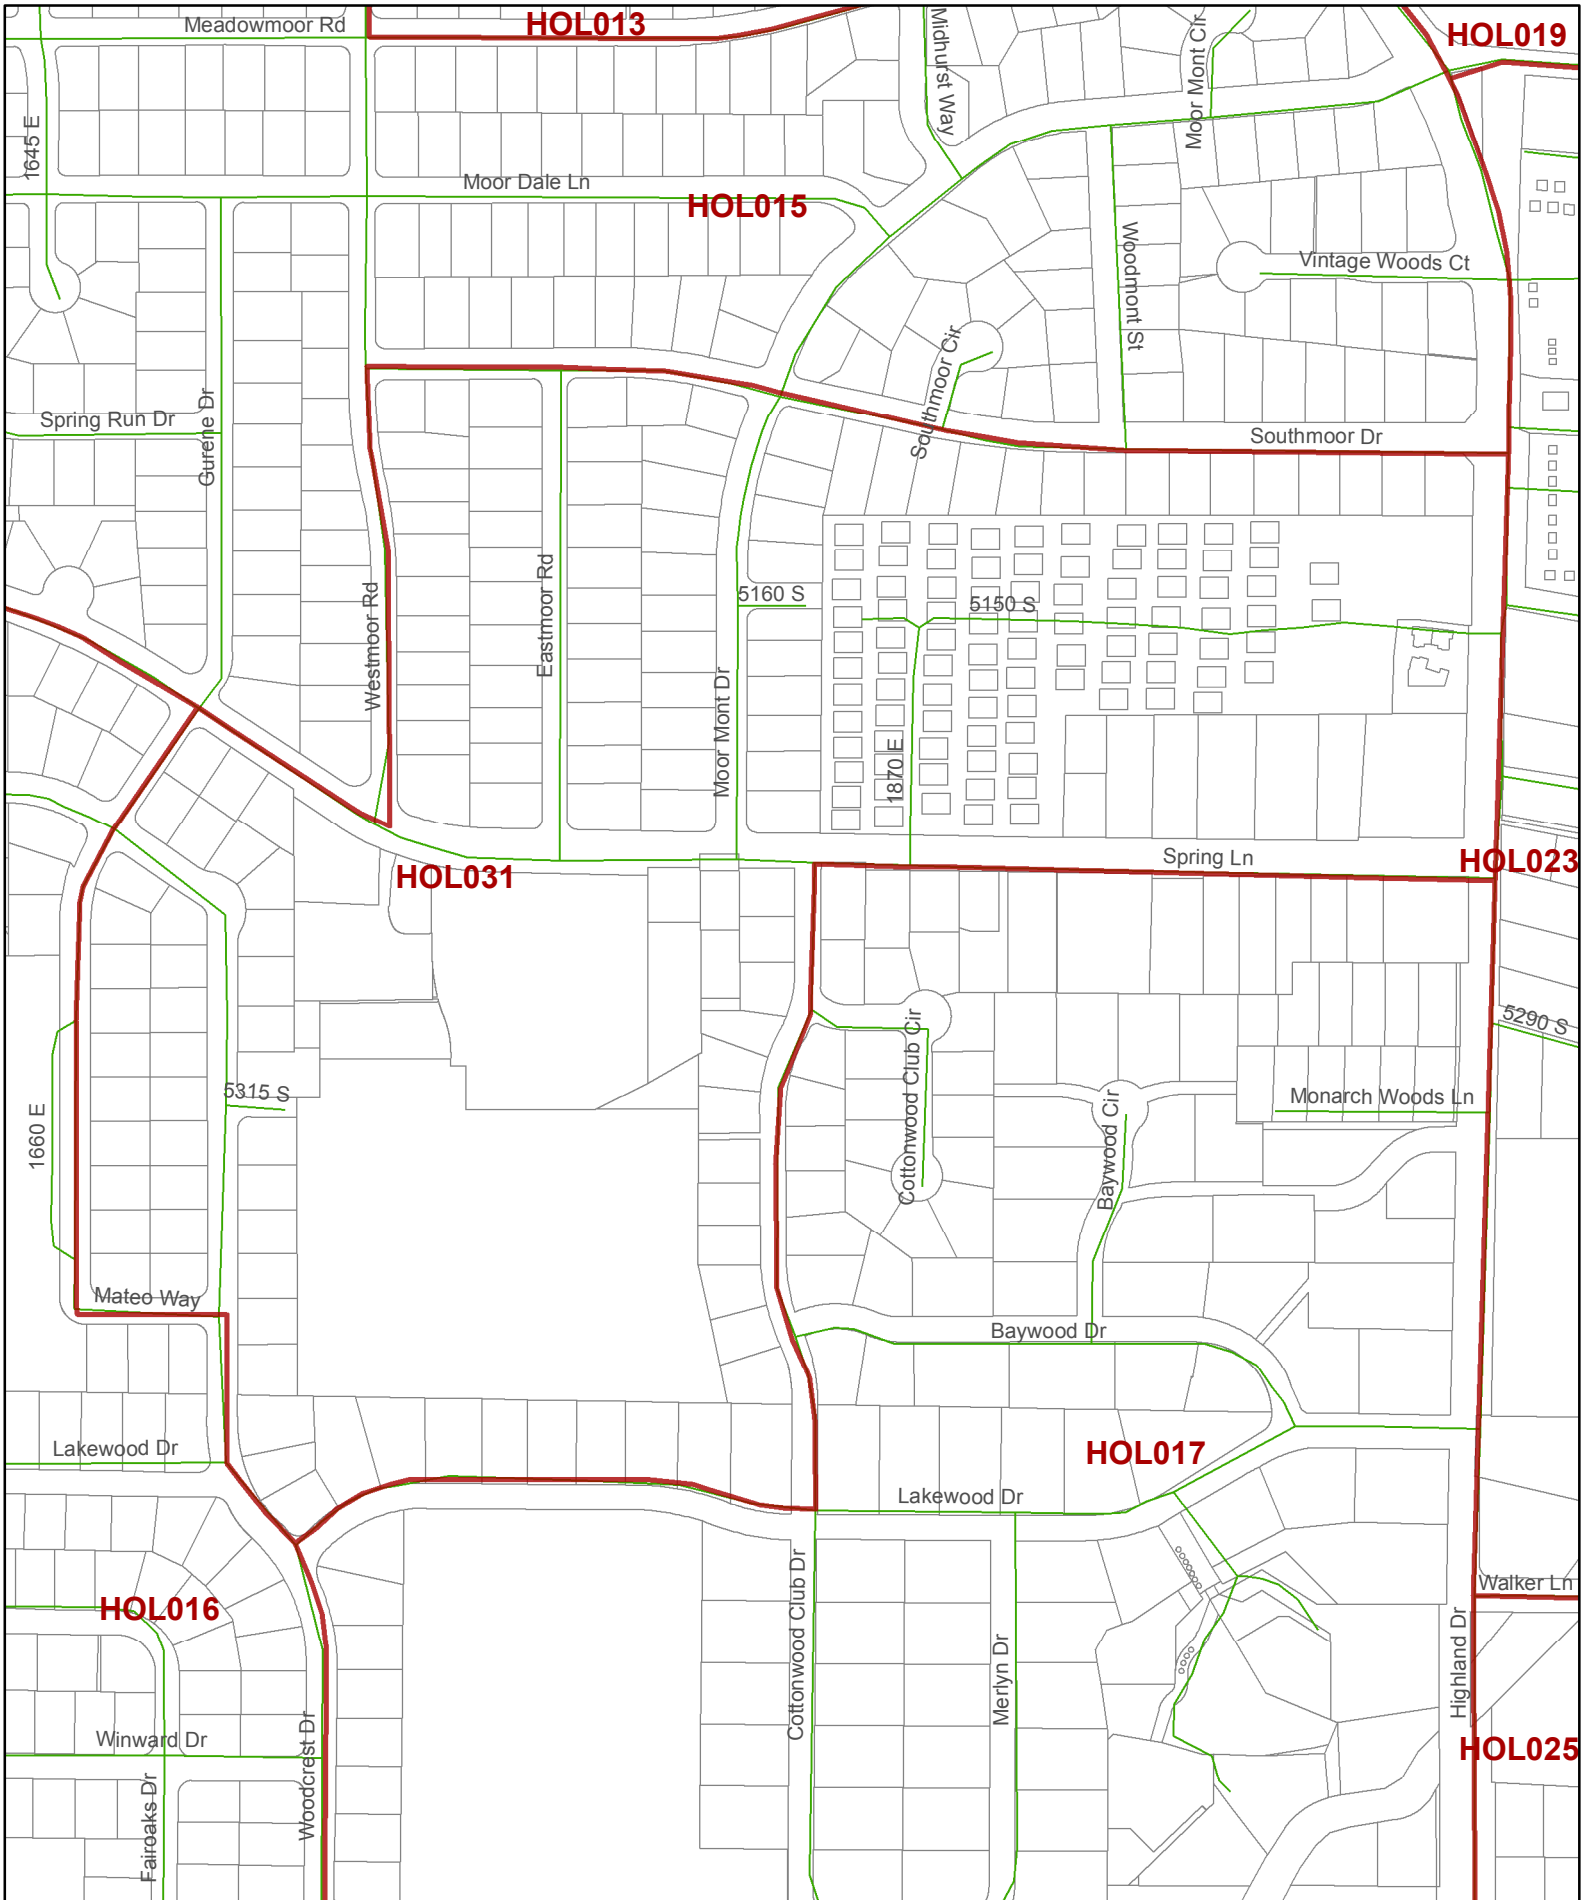 Meadowmoor Rd
HOL013
HOL019
Midhurst Way
Moor Mont Cir
1645 E
Moor Dale Ln
HOL015
Woodmont St
Vintage Woods Ct
Southmoor Cir
Gurene Dr
Spring Run Dr
Southmoor Dr
Westmoor Rd
Eastmoor Rd
5160 S
5150 S
Moor Mont Dr
1870 E
Spring Ln
HOL023
HOL031
5290 S
Cottonwood Club Cir
5315 S
Baywood Cir
Monarch Woods Ln
1660 E
Mateo Way
Baywood Dr
Lakewood Dr
HOL017
Lakewood Dr
Cottonwood Club Dr
Walker Ln
HOL016
Merlyn Dr
Highland Dr
Winward Dr
Woodcrest Dr
HOL025
Fairoaks Dr